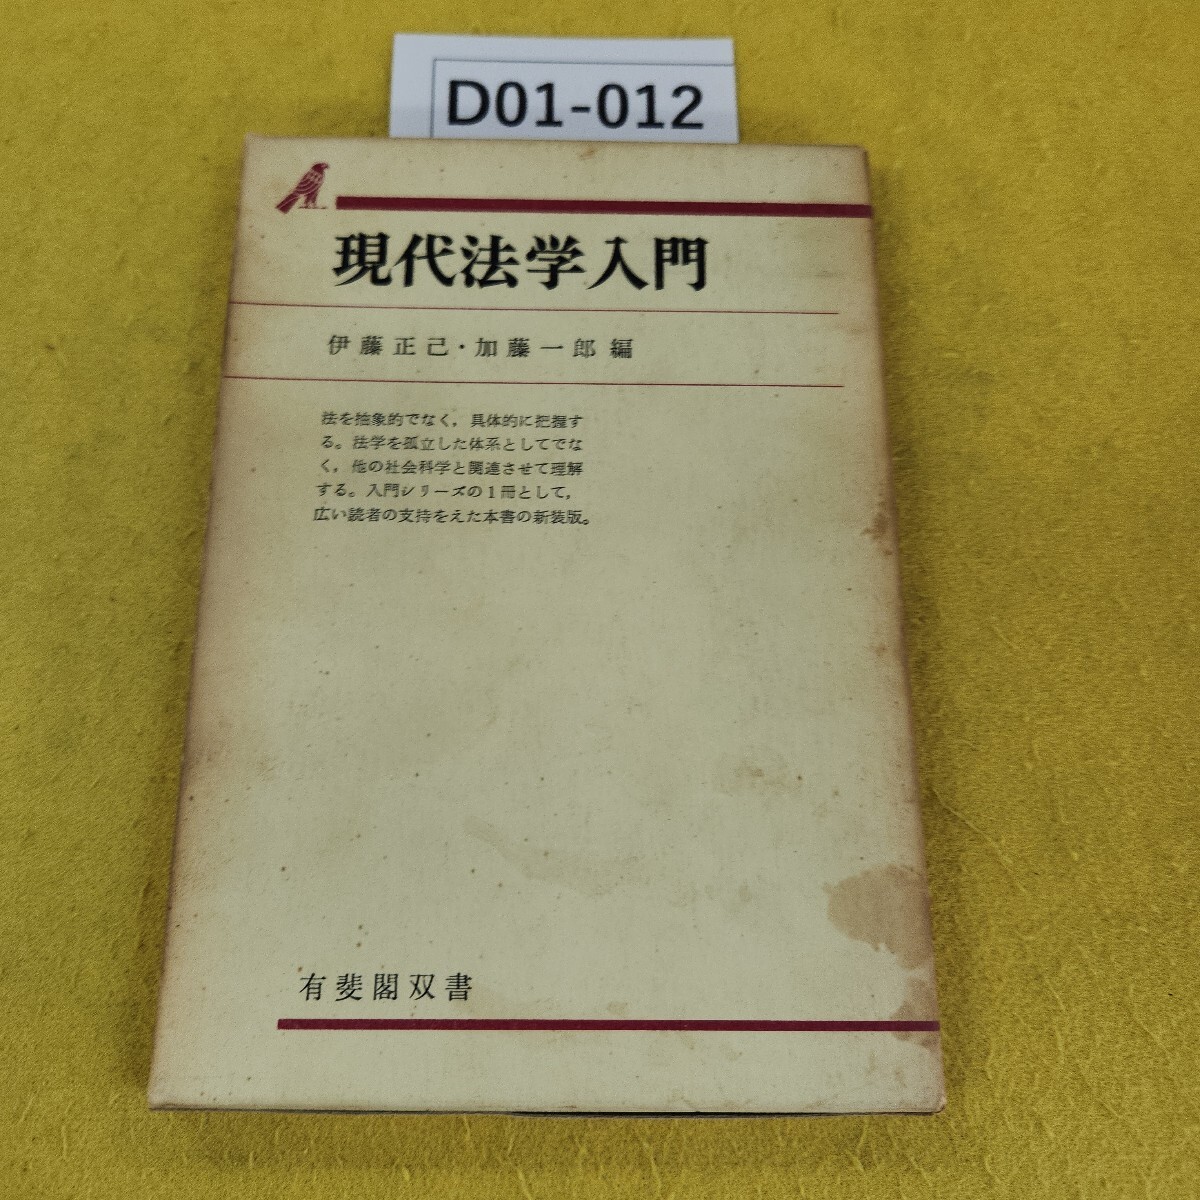 D01-012
現代法学入門
伊藤正己・加藤一郎 編
法を抽象的でなく，具体的に把握す
る。法学を孤立した体系としてでな
く，他の社会科学と関連させて理解
する。入門シリーズの1冊として，
広い読者の支持をえた本書の新装版。
有斐閣双書